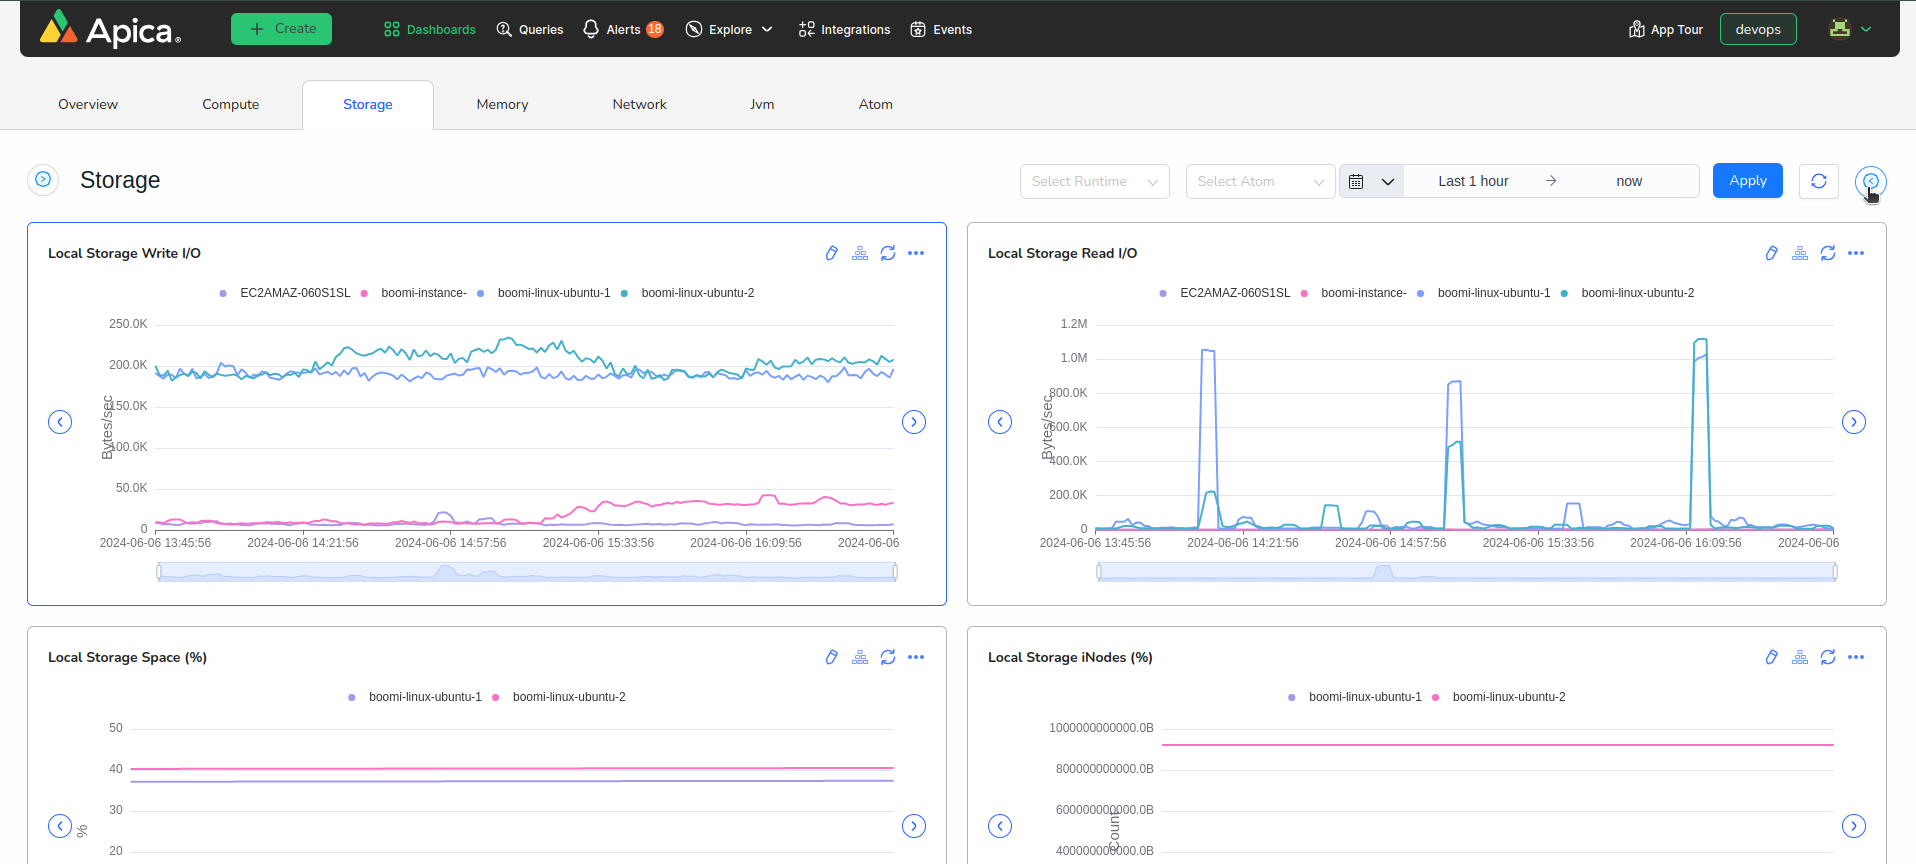 Apica
Create
Dashboards
Queries
Alerts 18
Explore
Integrations
Events
App Tour
devops
Overview
Compute
Storage
Memory
Network
Jvm
Atom
Storage
Select Runtime
Select Atom
Last 1 hour
now
Apply
Local Storage Write I/O
EC2AMAZ-060S1SL boomi-instance- boomi-linux-ubuntu-1 boomi-linux-ubuntu-2
250.0K
200.0K
150.0K
100.0K
50.0K
0
Bytes/sec
2024-06-06 13:45:56 2024-06-06 14:21:56 2024-06-06 14:57:56 2024-06-06 15:33:56 2024-06-06 16:09:56 2024-06-06
Local Storage Read I/O
EC2AMAZ-060S1SL boomi-instance- boomi-linux-ubuntu-1 boomi-linux-ubuntu-2
1.2M
1.0M
800.0K
600.0K
400.0K
200.0K
0
Bytes/sec
2024-06-06 13:45:56 2024-06-06 14:21:56 2024-06-06 14:57:56 2024-06-06 15:33:56 2024-06-06 16:09:56 2024-06-06
Local Storage Space (%)
boomi-linux-ubuntu-1 boomi-linux-ubuntu-2
50
40
30
20
%
Local Storage iNodes (%)
boomi-linux-ubuntu-1 boomi-linux-ubuntu-2
1000000000000.0B
800000000000.0B
600000000000.0B
400000000000.0B
Count